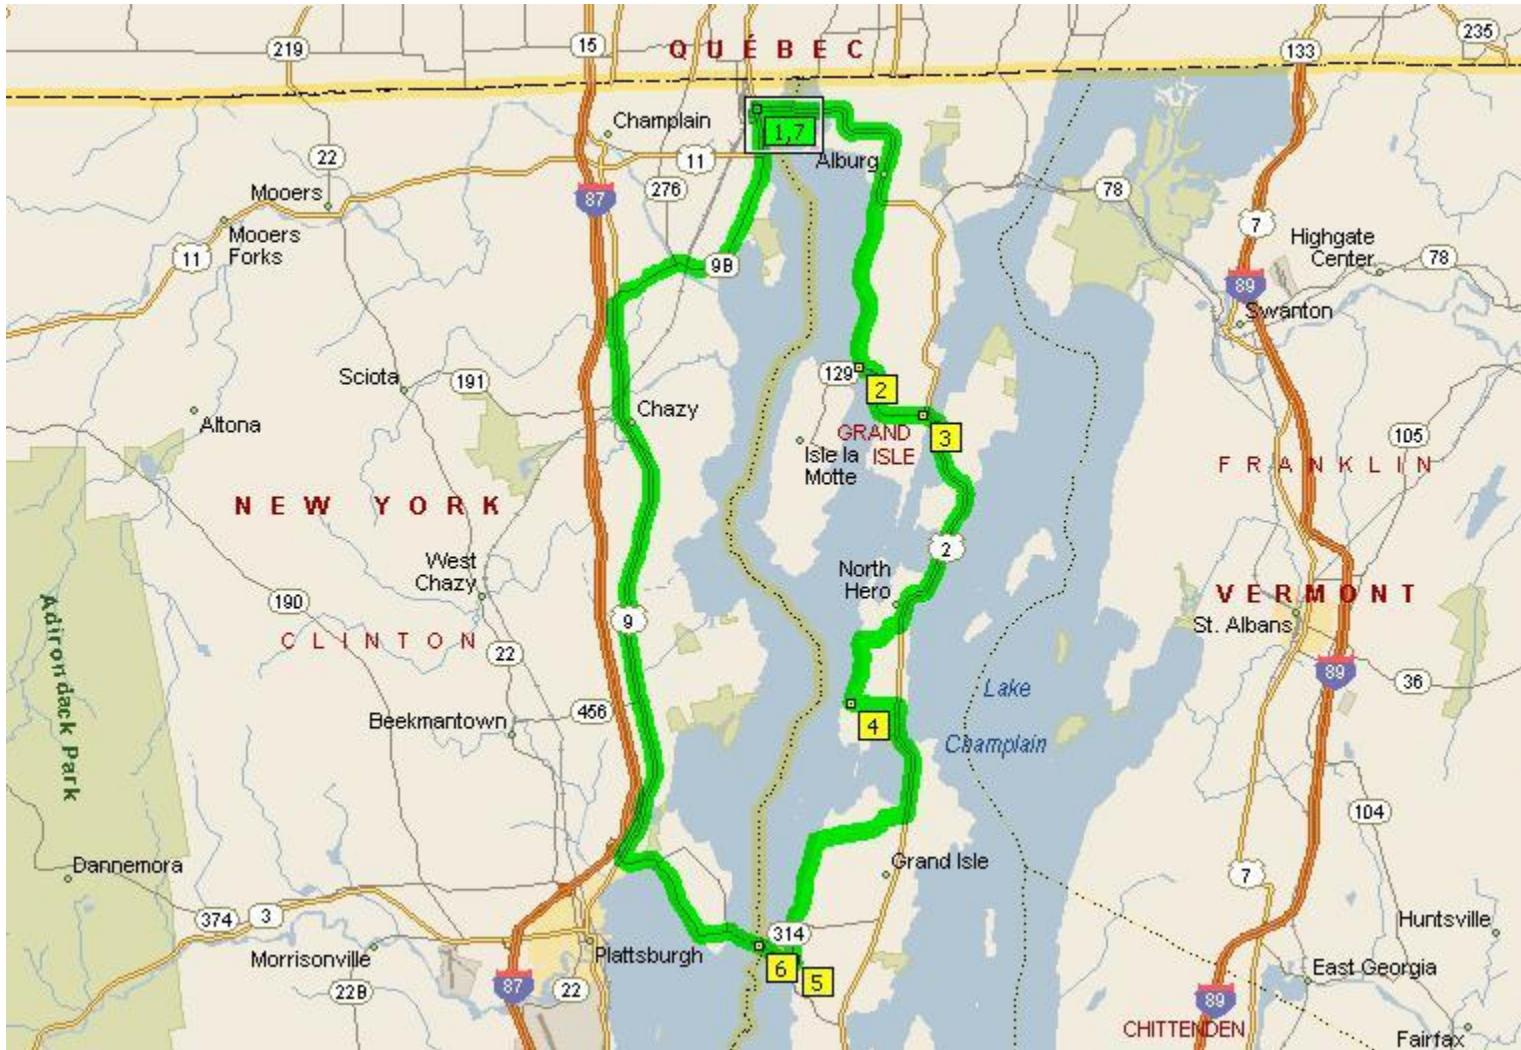 QUÉBEC
219
15
133
235
Champlain
1,7
11
22
276
Alburg
78
Mooers
87
Mooers
Forks
11
9B
7
Highgate
Center
78
89
Swanton
Sciota
191
129
2
Altona
Chazy
3
GRAND
ISLE
Isle la
Motte
105
FRANKLIN
NEW YORK
2
West
Chazy
North
Hero
Adirondack Park
190
9
VERMONT
St. Albans
CLINTON
22
89
36
Lake
Champlain
456
Beekmantown
4
104
Dannemora
Grand Isle
7
374
3
314
Huntsville
Morrisonville
Plattsburgh
6
5
East Georgia
22B
87
22
89
CHITTENDEN
Fairfax